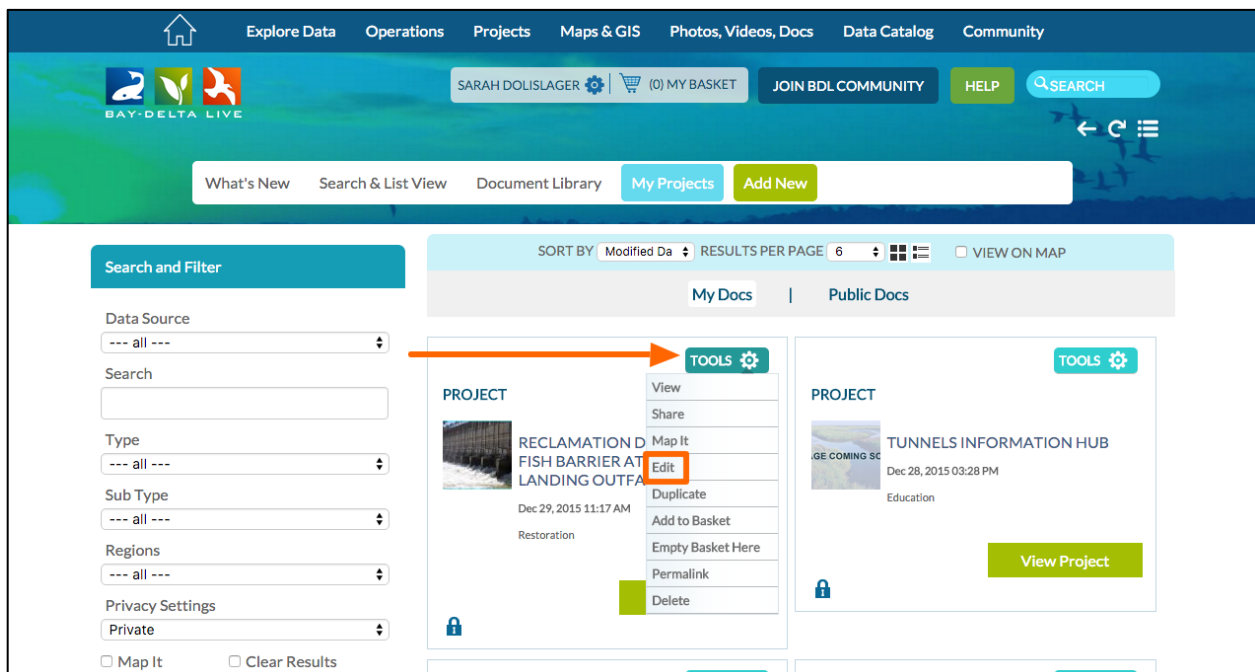 Explore Data Operations Projects Maps & GIS Photos, Videos, Docs Data Catalog Community
BAY-DELTA LIVE
SARAH DOLISLAGER (0) MY BASKET JOIN BDL COMMUNITY HELP SEARCH
What's New Search & List View Document Library My Projects Add New
Search and Filter
Data Source
--- all ---
Search
Type
--- all ---
Sub Type
--- all ---
Regions
--- all ---
Privacy Settings
Private
Map It Clear Results
SORT BY Modified Da RESULTS PER PAGE 6 VIEW ON MAP
My Docs | Public Docs
TOOLS
PROJECT
RECLAMATION D
FISH BARRIER AT
LANDING OUTFA
Dec 29, 2015 11:17 AM
Restoration
View
Share
Map It
Edit
Duplicate
Add to Basket
Empty Basket Here
Permalink
Delete
TOOLS
PROJECT
GE COMING SO
TUNNELS INFORMATION HUB
Dec 28, 2015 03:28 PM
Education
View Project